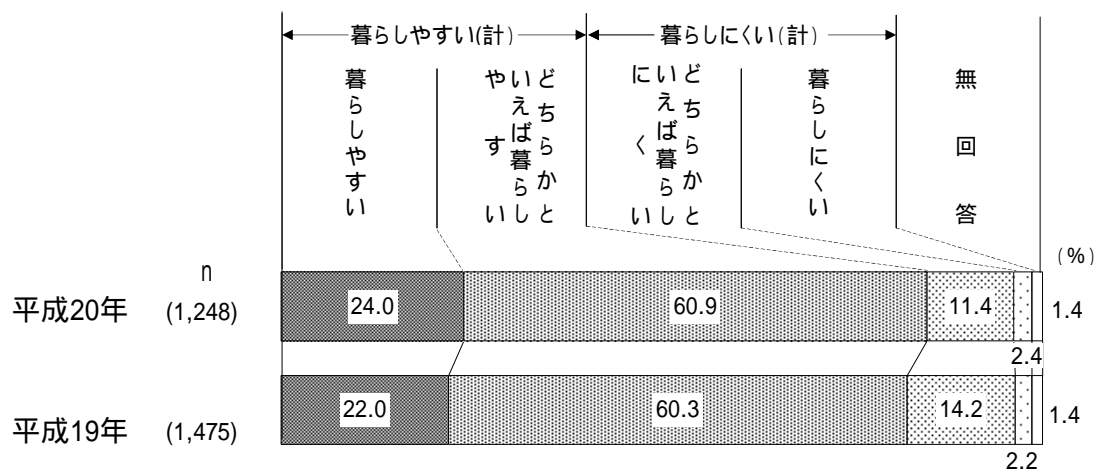 暮らしやすい(計)
暮らしにくい(計)
暮らしやすい
どちらかと
いえば暮らし
やすい
どちらかと
いえば暮らし
にくい
暮らしにくい
無回答
(%)
n
平成20年 (1,248) 24.0 60.9 11.4 2.4 1.4
平成19年 (1,475) 22.0 60.3 14.2 2.2 1.4